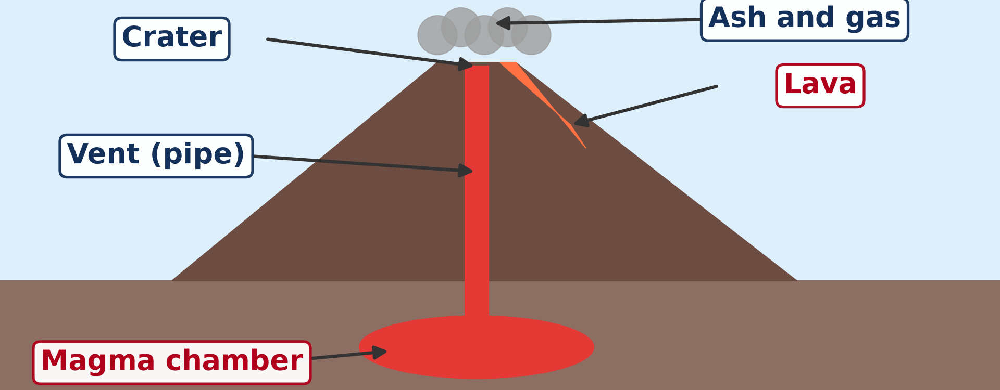 Ash and gas
Crater
Lava
Vent (pipe)
Magma chamber